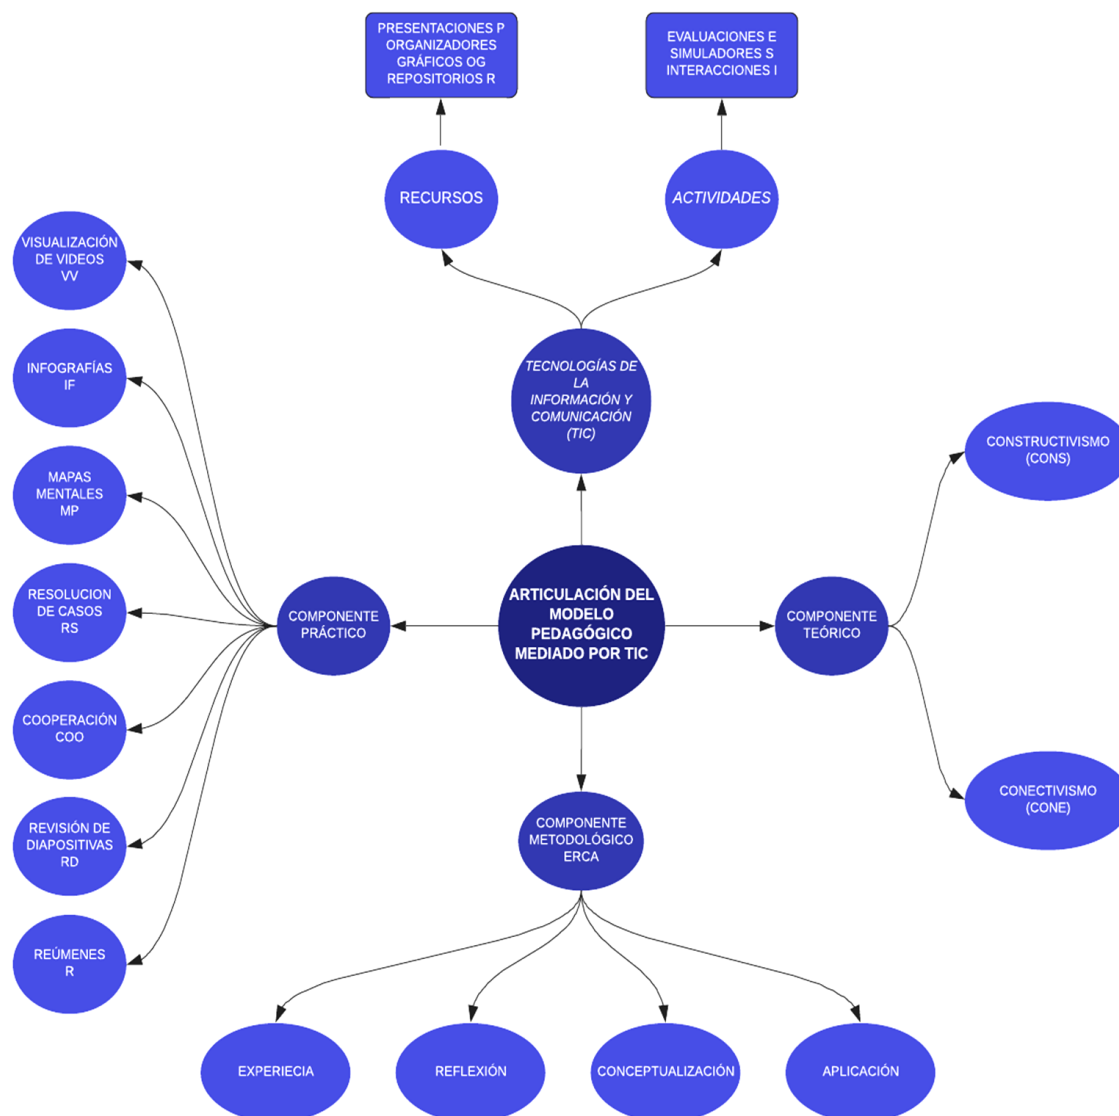 PRESENTACIONES P
ORGANIZADORES
GRÁFICOS OG
REPOSITORIOS R
EVALUACIONES E
SIMULADORES S
INTERACCIONES I
RECURSOS
ACTIVIDADES
TECNOLOGÍAS DE
LA
INFORMACIÓN Y
COMUNICACIÓN
(TIC)
VISUALIZACIÓN
DE VIDEOS
VV
INFOGRAFÍAS
IF
MAPAS
MENTALES
MP
RESOLUCION
DE CASOS
RS
COOPERACIÓN
COO
REVISIÓN DE
DIAPOSITIVAS
RD
REÚMENES
R
COMPONENTE
PRÁCTICO
ARTICULACIÓN DEL
MODELO
PEDAGÓGICO
MEDIADO POR TIC
COMPONENTE
TEÓRICO
CONSTRUCTIVISMO
(CONS)
CONECTIVISMO
(CONE)
COMPONENTE
METODOLÓGICO
ERCA
EXPERIECIA
REFLEXIÓN
CONCEPTUALIZACIÓN
APLICACIÓN